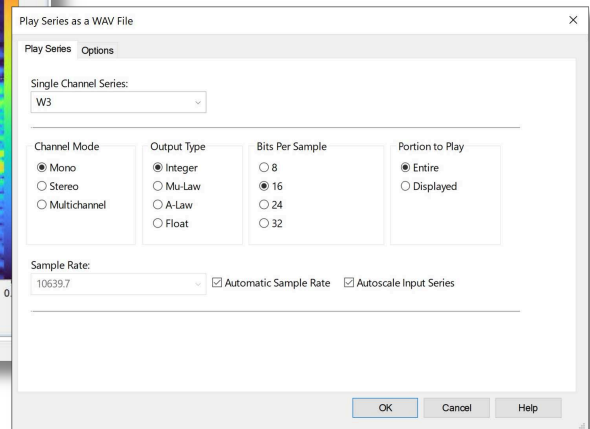 Play Series as a WAV File
Play Series Options
Single Channel Series:
W3
Channel Mode Output Type Bits Per Sample Portion to Play
Mono Integer 8 Entire
Stereo Mu-Law 16 Displayed
Multichannel A-Law 24
Float 32
Sample Rate:
10639.7 Automatic Sample Rate Autoscale Input Series
0.
OK Cancel Help